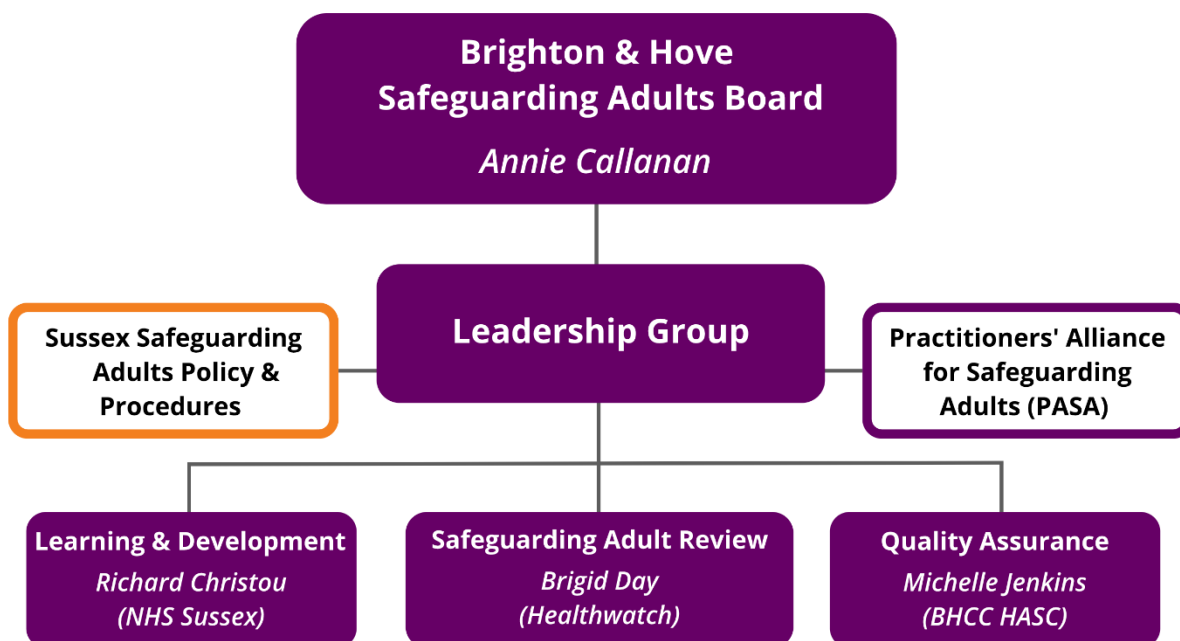 Brighton & Hove
Safeguarding Adults Board
Annie Callanan
Leadership Group
Sussex Safeguarding
Adults Policy &
Procedures
Practitioners' Alliance
for Safeguarding
Adults (PASA)
Learning & Development
Richard Christou
(NHS Sussex)
Safeguarding Adult Review
Brigid Day
(Healthwatch)
Quality Assurance
Michelle Jenkins
(BHCC HASC)